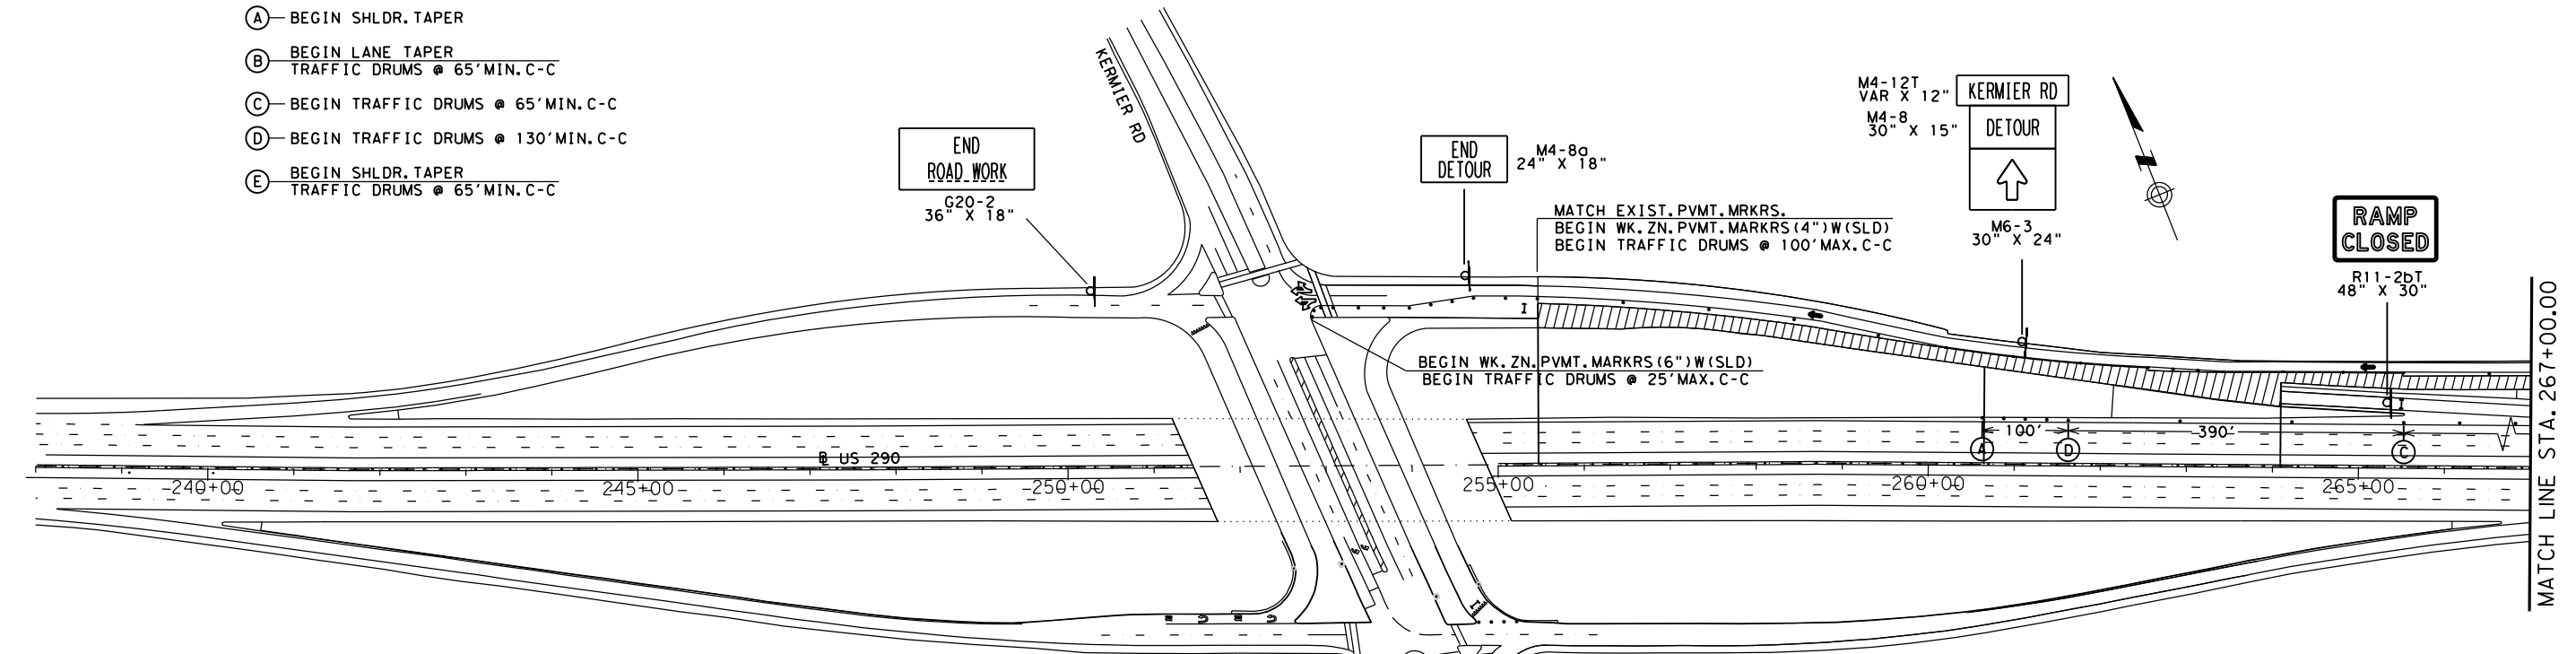 A BEGIN SHLDR. TAPER
B BEGIN LANE TAPER
TRAFFIC DRUMS @ 65' MIN. C-C
C BEGIN TRAFFIC DRUMS @ 65' MIN. C-C
D BEGIN TRAFFIC DRUMS @ 130' MIN. C-C
E BEGIN SHLDR. TAPER
TRAFFIC DRUMS @ 65' MIN. C-C
KERMIER RD
END
ROAD WORK
G20-2
36" X 18"
END
DETOUR
M4-8a
24" X 18"
M4-12T
VAR X 12"
KERMIER RD
M4-8
30" X 15"
DETOUR
M6-3
30" X 24"
RAMP
CLOSED
R11-2bT
48" X 30"
MATCH EXIST. PVMT. MRKRS.
BEGIN WK. ZN. PVMT. MARKRS (4") W (SLD)
BEGIN TRAFFIC DRUMS @ 100' MAX. C-C
BEGIN WK. ZN. PVMT. MARKRS (6") W (SLD)
BEGIN TRAFFIC DRUMS @ 25' MAX. C-C
I
I
100'
390'
A
D
C
US 290
240+00
245+00
250+00
255+00
260+00
265+00
MATCH LINE STA. 267+00.00